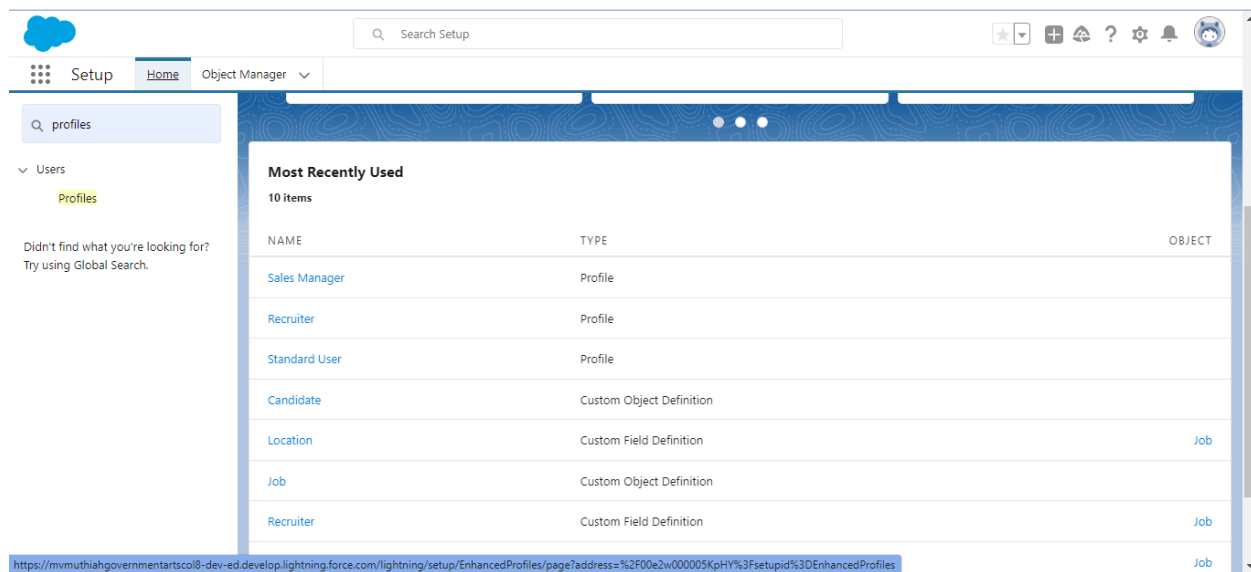 Search Setup
Setup Home Object Manager
profiles
Users
Profiles
Didn't find what you're looking for?
Try using Global Search.
Most Recently Used
10 items
NAME TYPE OBJECT
Sales Manager Profile
Recruiter Profile
Standard User Profile
Candidate Custom Object Definition
Location Custom Field Definition Job
Job Custom Object Definition
Recruiter Custom Field Definition Job
Job
https://mvmuthiahgovernmentartscol8-dev-ed.develop.lightning.force.com/lightning/setup/EnhancedProfiles/page?address=%2F00e2w000005KpHY%3Fsetupid%3DEnhancedProfiles